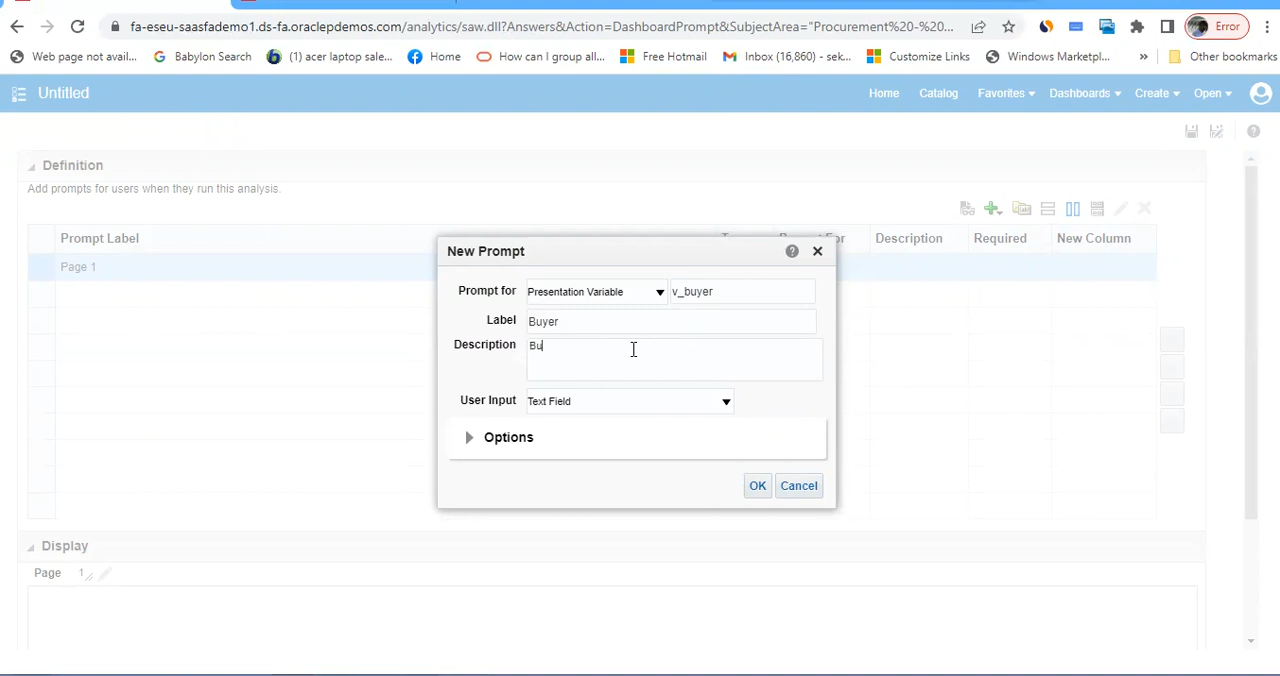 fa-eseu-saasfademo1.ds-fa.oraclepdemos.com/analytics/saw.dll?Answers&Action=DashboardPrompt&SubjectArea="Procurement%20-%20... Error
Web page not avail... Babylon Search (1) acer laptop sale... Home How can I group all... Free Hotmail Inbox (16,860) - sek... Customize Links Windows Marketpl... » Other bookmarks
Untitled Home Catalog Favorites Dashboards Create Open
Definition
Add prompts for users when they run this analysis.
Prompt Label Description Required New Column
Page 1
New Prompt
Prompt for Presentation Variable v_buyer
Label Buyer
Description Bu
User Input Text Field
Options
OK Cancel
Display
Page 1